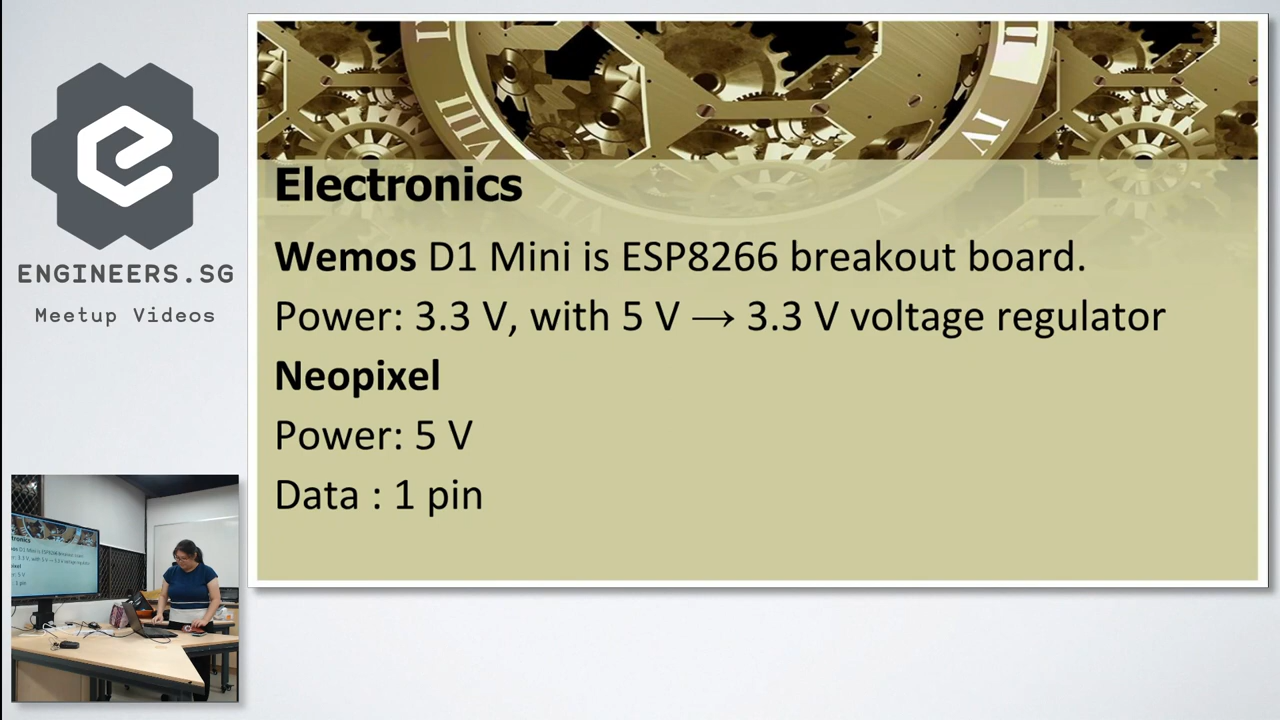 ENGINEERS.SG
Meetup Videos
Electronics
Wemos D1 Mini is ESP8266 breakout board.
Power: 3.3 V, with 5 V → 3.3 V voltage regulator
Neopixel
Power: 5 V
Data : 1 pin